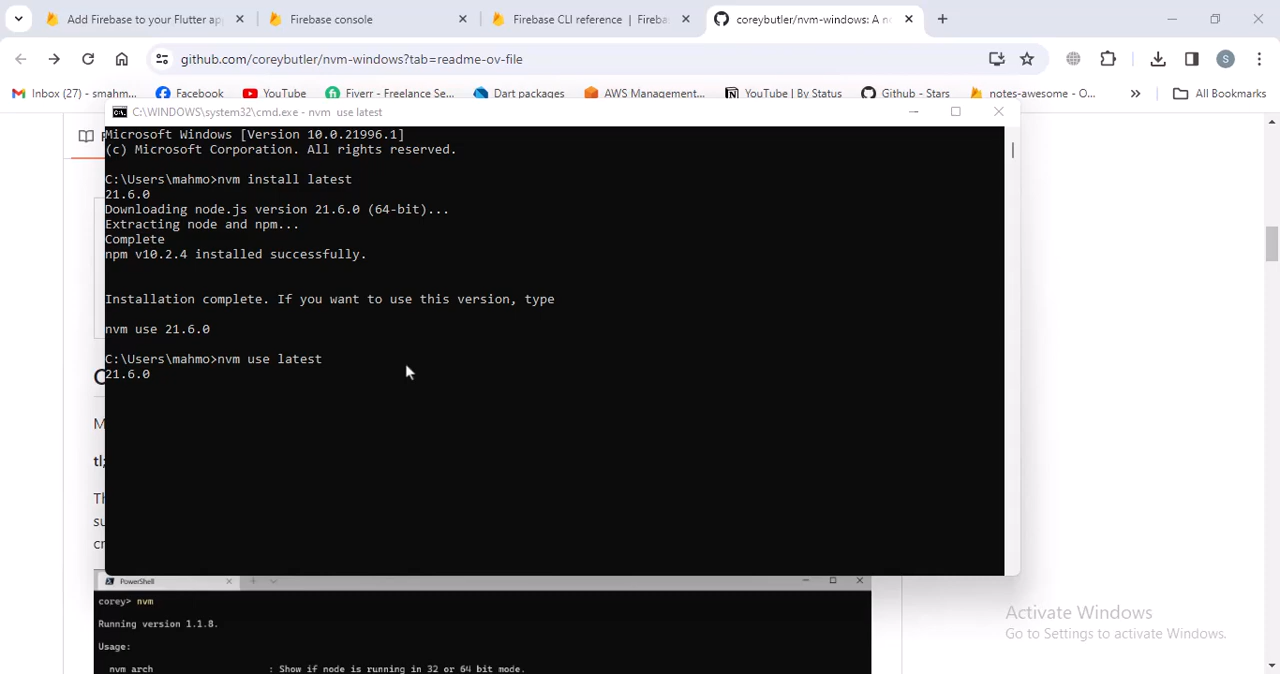 Add Firebase to your Flutter ap
Firebase console
Firebase CLI reference | Fireba
coreybutler/nvm-windows: A n
github.com/coreybutler/nvm-windows?tab=readme-ov-file
S
Inbox (27) - smahm...
Facebook
YouTube
Fiverr - Freelance Se...
Dart packages
AWS Management...
YouTube | By Status
Github - Stars
notes-awesome - O...
»
All Bookmarks
C:\WINDOWS\system32\cmd.exe - nvm use latest
Microsoft Windows [Version 10.0.21996.1]
(c) Microsoft Corporation. All rights reserved.
C:\Users\mahmo>nvm install latest
21.6.0
Downloading node.js version 21.6.0 (64-bit)...
Extracting node and npm...
Complete
npm v10.2.4 installed successfully.
Installation complete. If you want to use this version, type
nvm use 21.6.0
C:\Users\mahmo>nvm use latest
21.6.0
tl;
Th
su
PowerShell
corey> nvm
Running version 1.1.8.
Usage:
nvm arch : Show if node is running in 32 or 64 bit mode.
Activate Windows
Go to Settings to activate Windows.